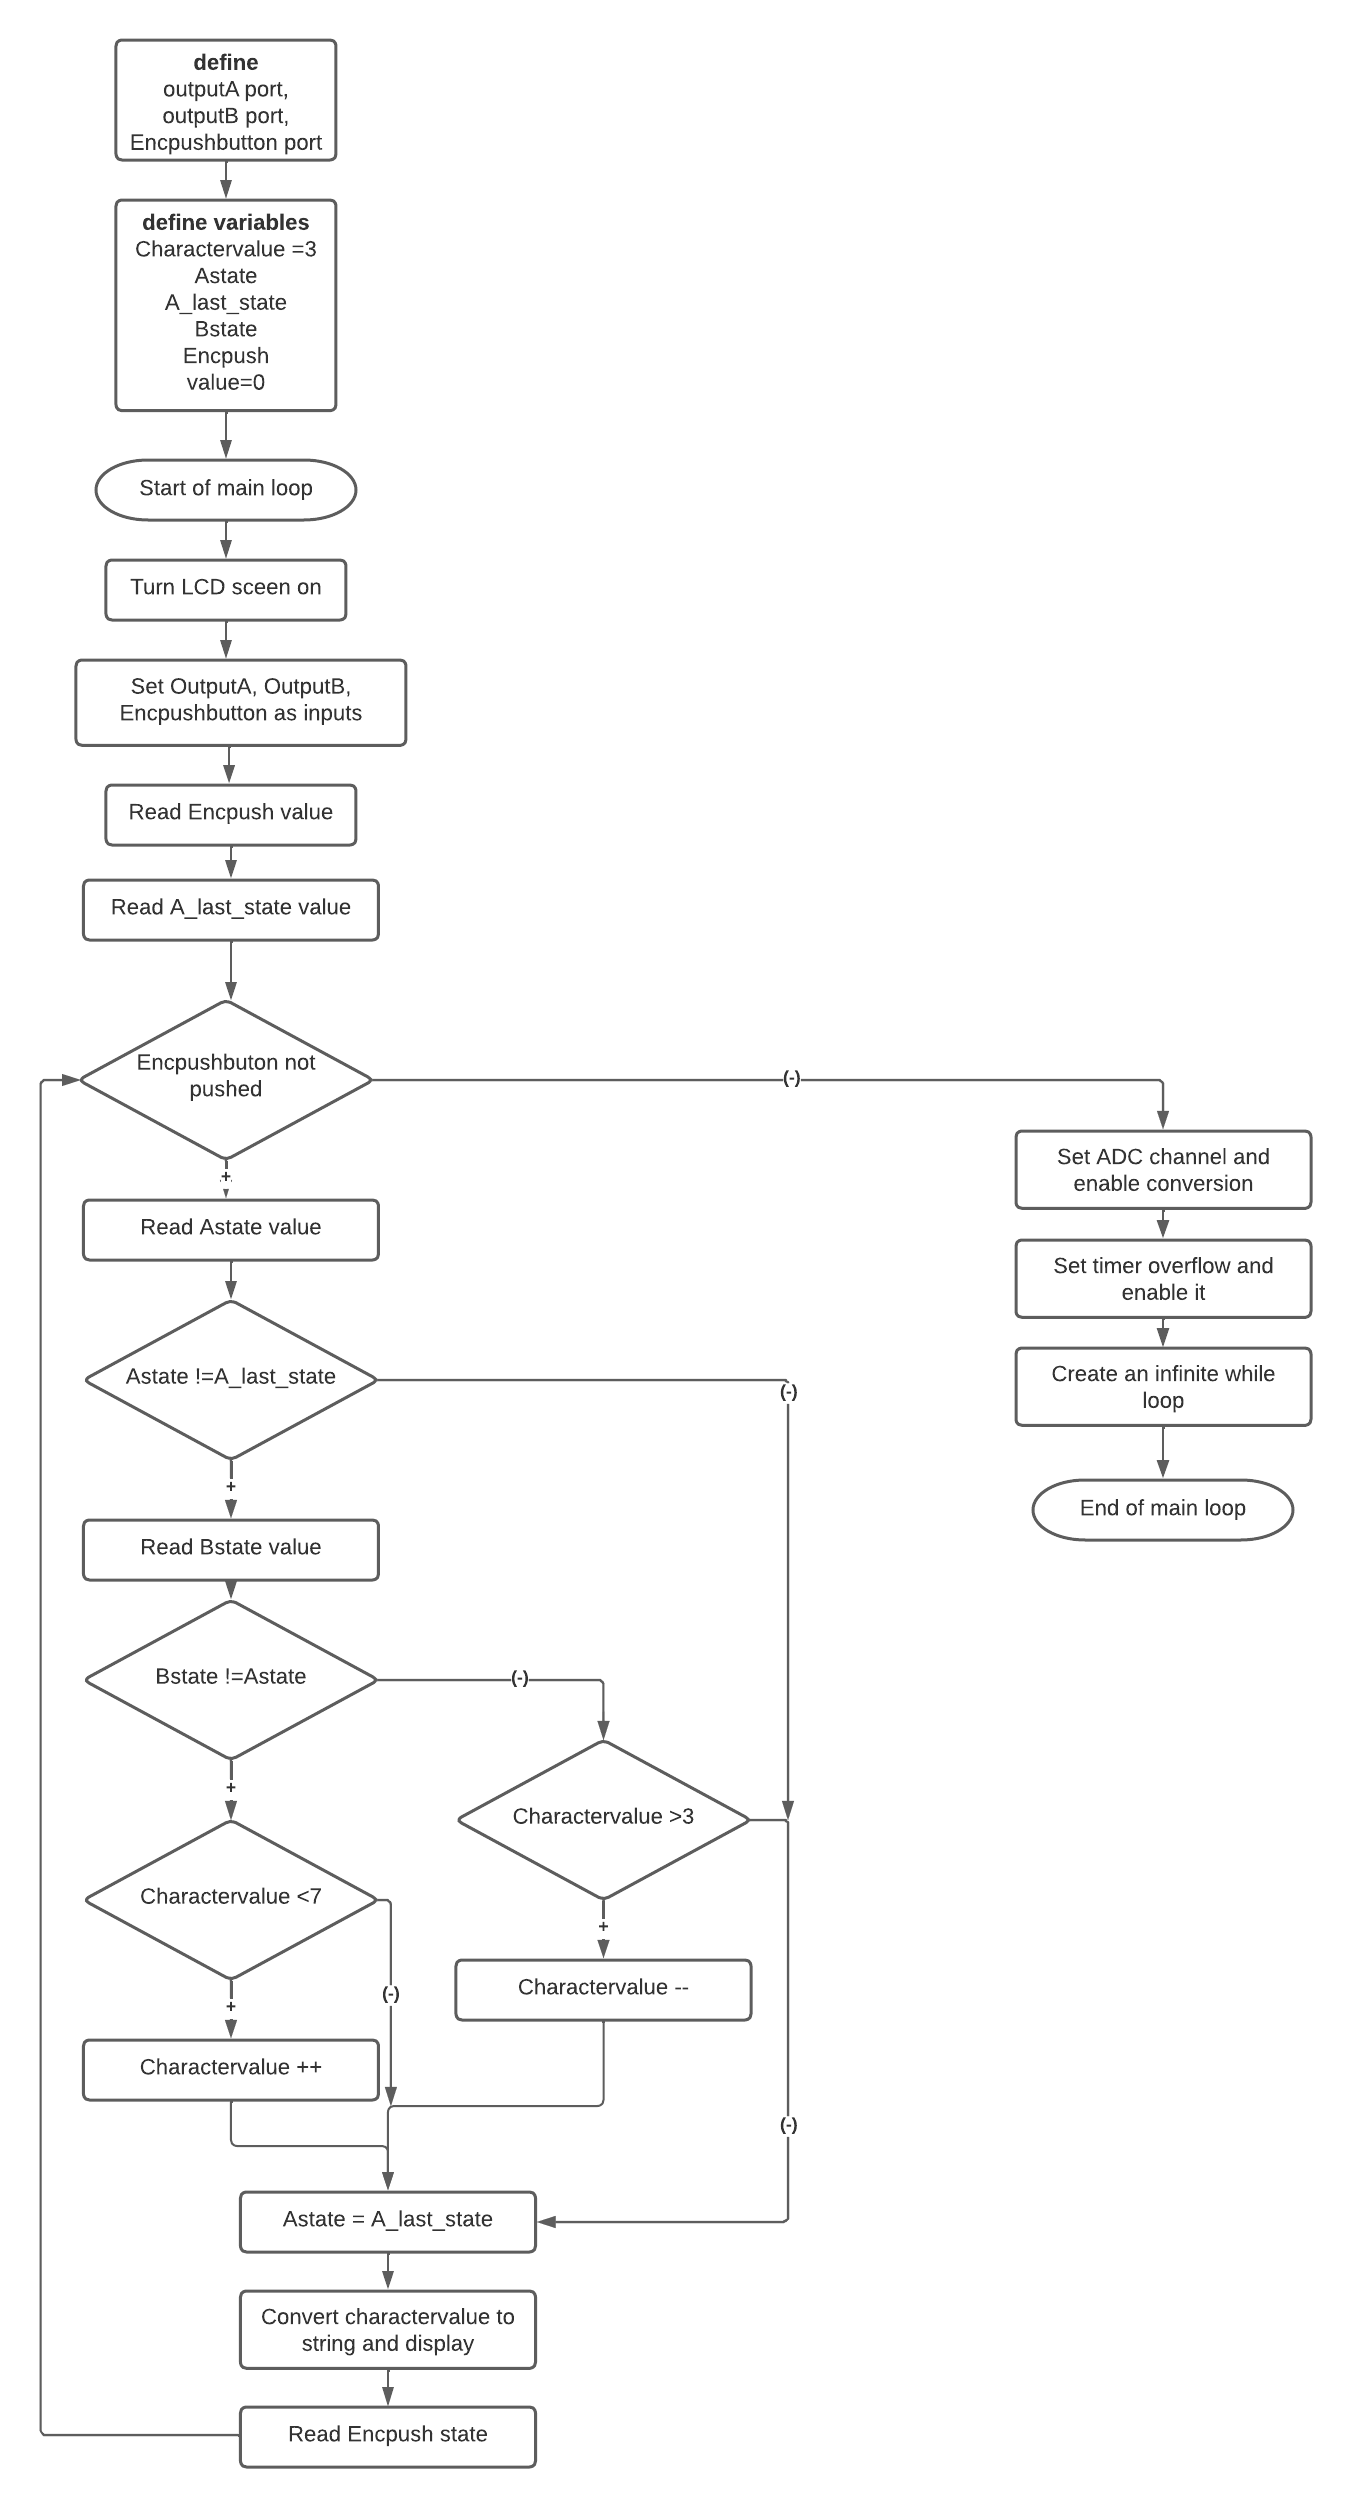 define
outputA port,
outputB port,
Encpushbutton port
define variables
Charactervalue =3
Astate
A_last_state
Bstate
Encpush
value=0
Start of main loop
Turn LCD sceen on
Set OutputA, OutputB,
Encpushbutton as inputs
Read Encpush value
Read A_last_state value
Encpushbuton not
pushed
(-)
+
Set ADC channel and
enable conversion
Set timer overflow and
enable it
Create an infinite while
loop
End of main loop
Read Astate value
Astate !=A_last_state
(-)
+
Read Bstate value
Bstate !=Astate
(-)
+
Charactervalue >3
Charactervalue <7
+
(-)
+
Charactervalue --
Charactervalue ++
(-)
Astate = A_last_state
Convert charactervalue to
string and display
Read Encpush state